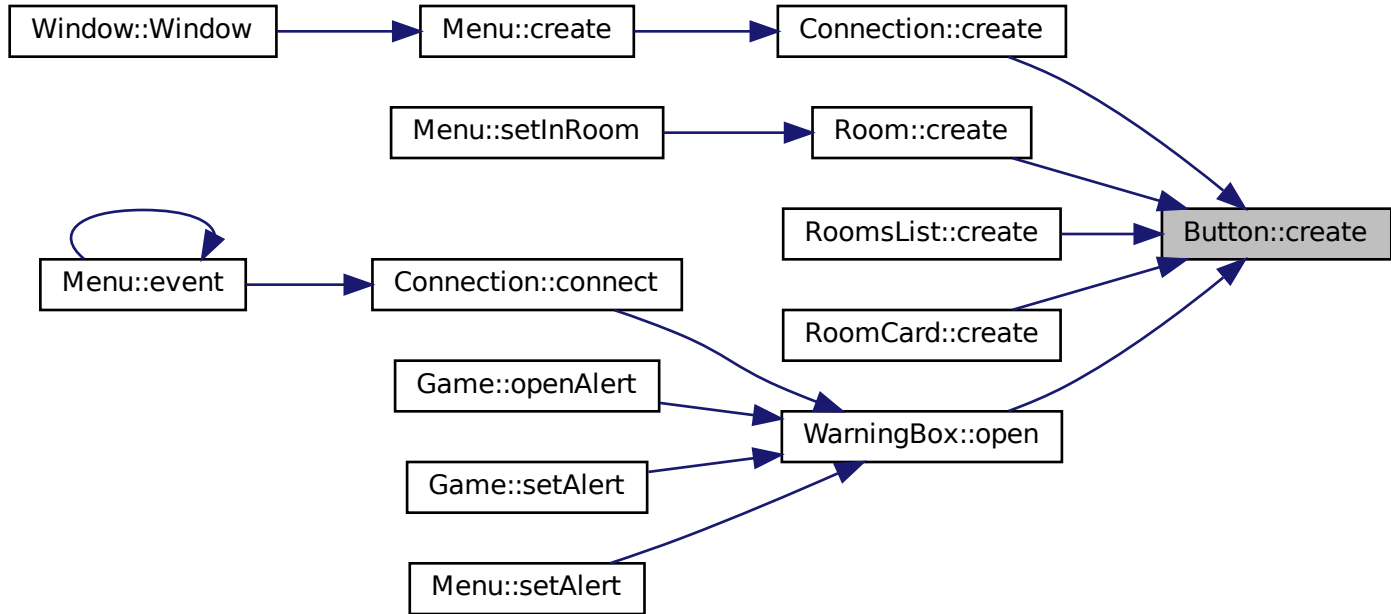 Window::Window
Menu::create
Connection::create
Menu::setInRoom
Room::create
RoomsList::create
Button::create
Menu::event
Connection::connect
RoomCard::create
Game::openAlert
WarningBox::open
Game::setAlert
Menu::setAlert